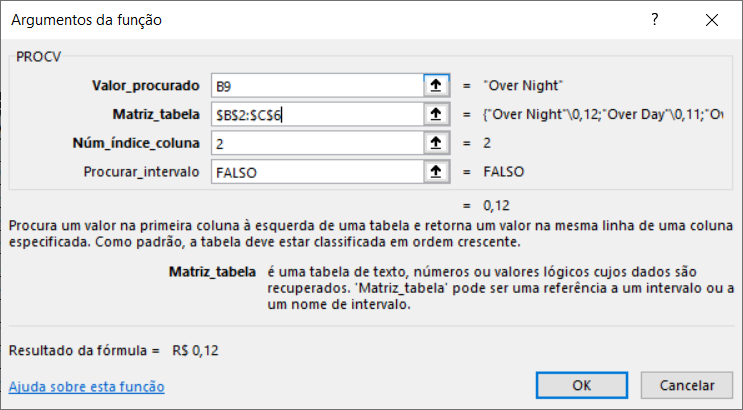 Argumentos da função ? ×
PROCV
Valor_procurado B9 = "Over Night"
Matriz_tabela $B$2:$C$6 = {"Over Night"\0,12;"Over Day"\0,11;"Ov
Núm_índice_coluna 2 = 2
Procurar_intervalo FALSO = FALSO
= 0,12
Procura um valor na primeira coluna à esquerda de uma tabela e retorna um valor na mesma linha de uma coluna
especificada. Como padrão, a tabela deve estar classificada em ordem crescente.
Matriz_tabela é uma tabela de texto, números ou valores lógicos cujos dados são
recuperados. 'Matriz_tabela' pode ser uma referência a um intervalo ou a
um nome de intervalo.
Resultado da fórmula = R$ 0,12
Ajuda sobre esta função OK Cancelar